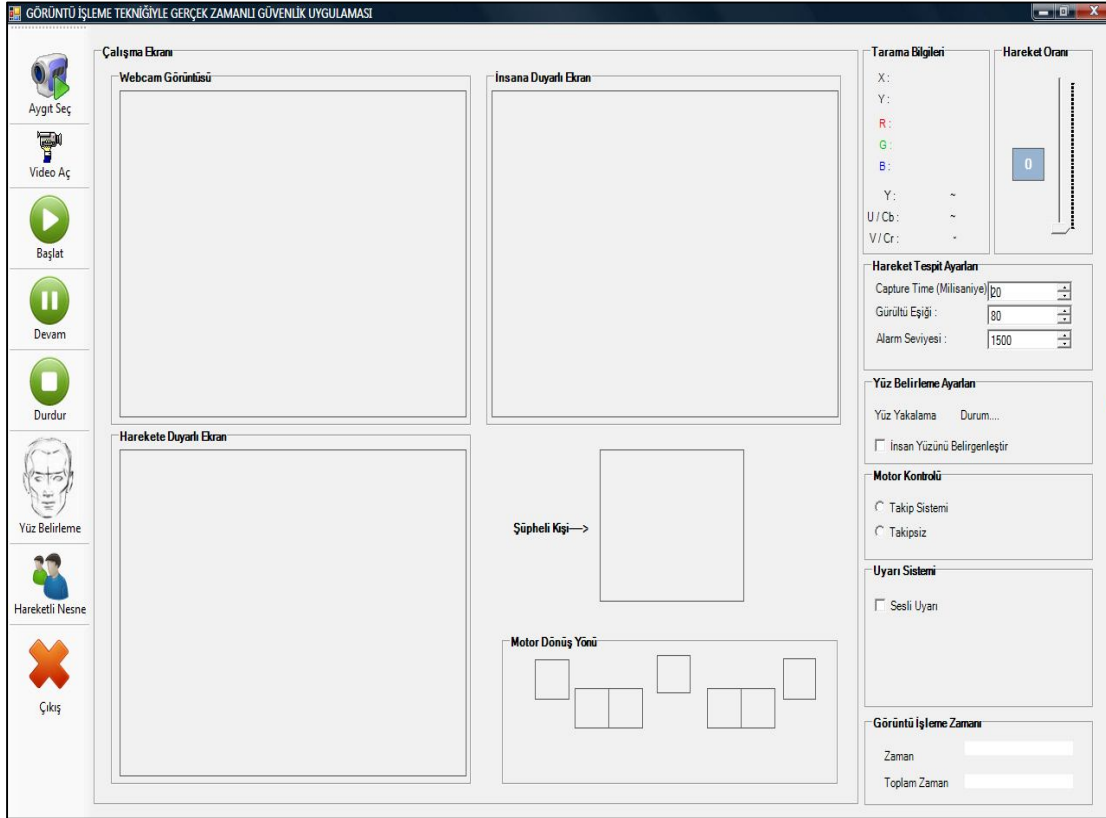 GÖRÜNTÜ İŞLEME TEKNİĞİYLE GERÇEK ZAMANLI GÜVENLİK UYGULAMASI
Aygıt Seç
Video Aç
Başlat
Devam
Durdur
Yüz Belirleme
Hareketli Nesne
Çıkış
Çalışma Ekranı
Webcam Görüntüsü
İnsana Duyarlı Ekran
Harekete Duyarlı Ekran
Şüpheli Kişi---->
Motor Dönüş Yönü
Tarama Bilgileri
X :
Y :
R :
G :
B :
Y : ~
U / Cb : ~
V / Cr : -
Hareket Oranı
0
Hareket Tespit Ayarları
Capture Time (Milisaniye) 20
Gürültü Eşiği : 80
Alarm Seviyesi : 1500
Yüz Belirleme Ayarları
Yüz Yakalama Durum....
İnsan Yüzünü Belirgenleştir
Motor Kontrolü
Takip Sistemi
Takipsiz
Uyarı Sistemi
Sesli Uyarı
Görüntü İşleme Zamanı
Zaman
Toplam Zaman